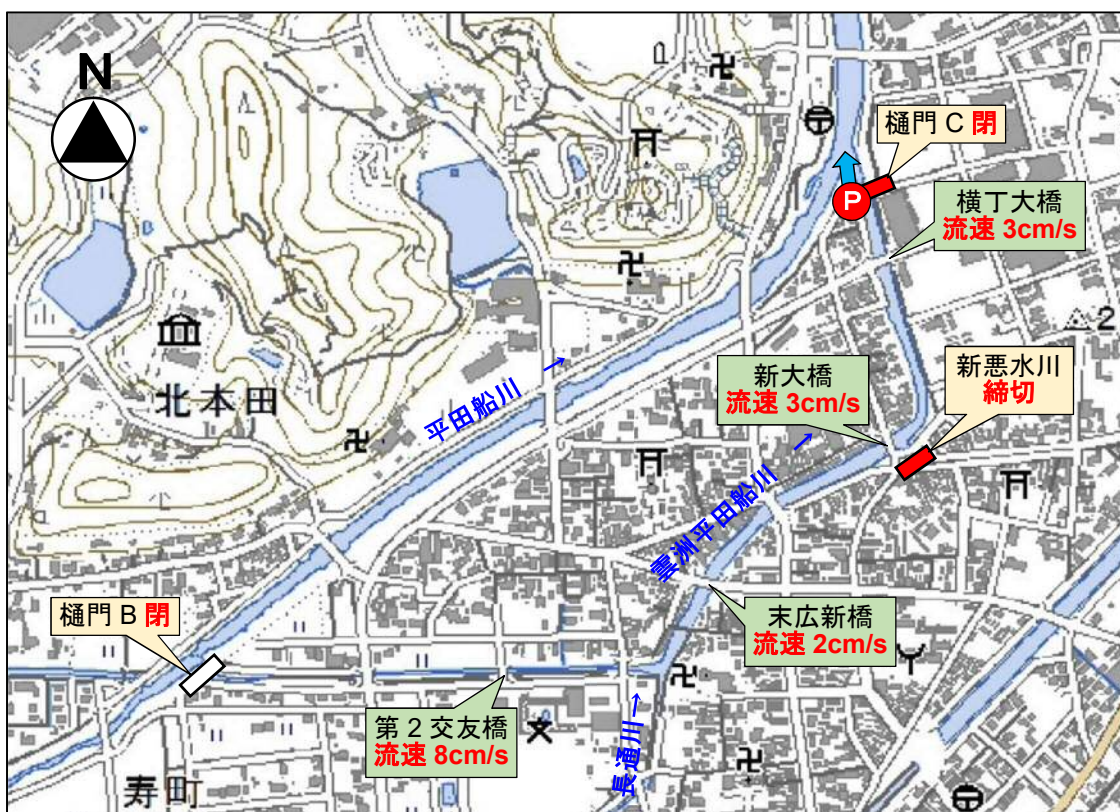 N
樋門 C 閉
P
横丁大橋
流速 3cm/s
2
新大橋
流速 3cm/s
新悪水川
締切
平田船川 →
北本田
雲洲平田船川 →
樋門 B 閉
末広新橋
流速 2cm/s
第 2 交友橋
流速 8cm/s
長通川→
寿町